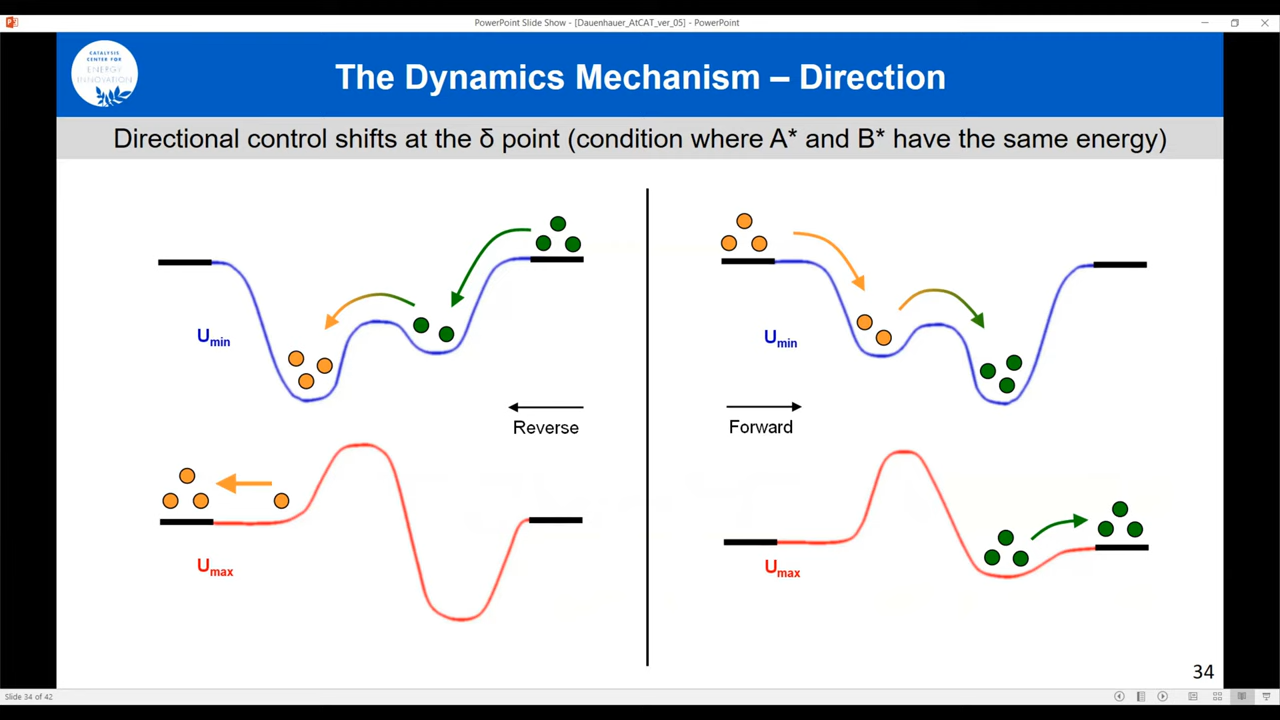 PowerPoint Slide Show - [Dauenhauer_AtCAT_ver_05] - PowerPoint
CATALYSIS
CENTER FOR
ENERGY
INNOVATION
The Dynamics Mechanism – Direction
Directional control shifts at the δ point (condition where A* and B* have the same energy)
Umin
Reverse
Umax
Umin
Forward
Umax
34
Slide 34 of 42